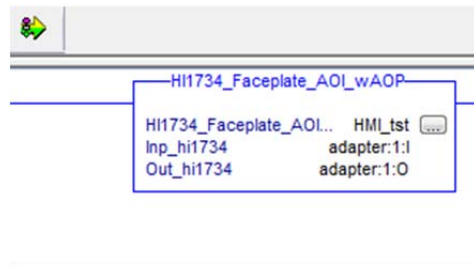 HI1734_Faceplate_AOI_wAOP
HI1734_Faceplate_AOI... HMI_tst ...
Inp_hi1734 adapter:1:I
Out_hi1734 adapter:1:O